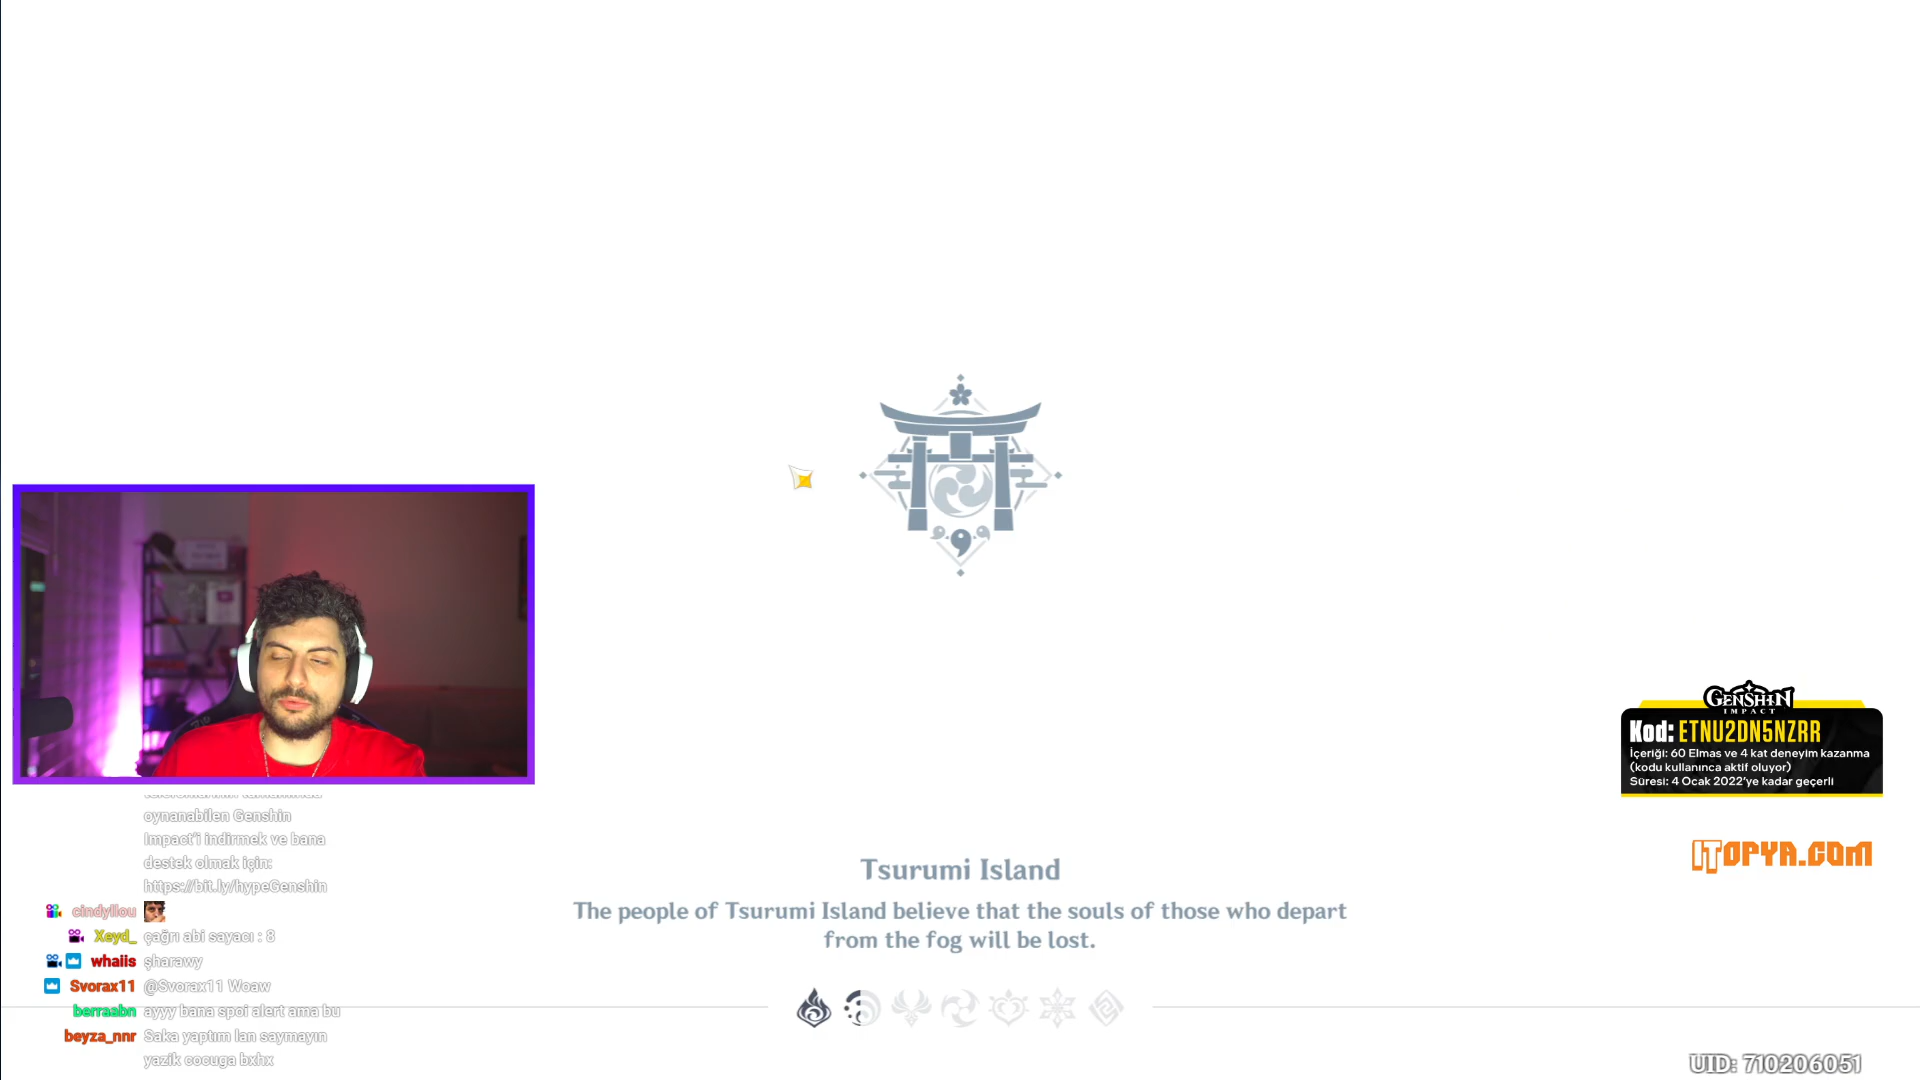 GENSHIN
IMPACT
Kod: ETNU2DN5NZRR
İçeriği: 60 Elmas ve 4 kat deneyim kazanma
(kodu kullanınca aktif oluyor)
Süresi: 4 Ocak 2022'ye kadar geçerli
ITOPYA.COM
oynanabilen Genshin
Impact'i indirmek ve bana
destek olmak için:
https://bit.ly/hypeGenshin
cindyllou
Xeyd_ çağrı abi sayacı : 8
whaiis şharawy
Svorax11 @Svorax11 Woaw
berraabn ayyy bana spoi alert ama bu
beyza_nnr Saka yaptım lan saymayın
yazik cocuga bxhx
Tsurumi Island
The people of Tsurumi Island believe that the souls of those who depart
from the fog will be lost.
UID: 710206051